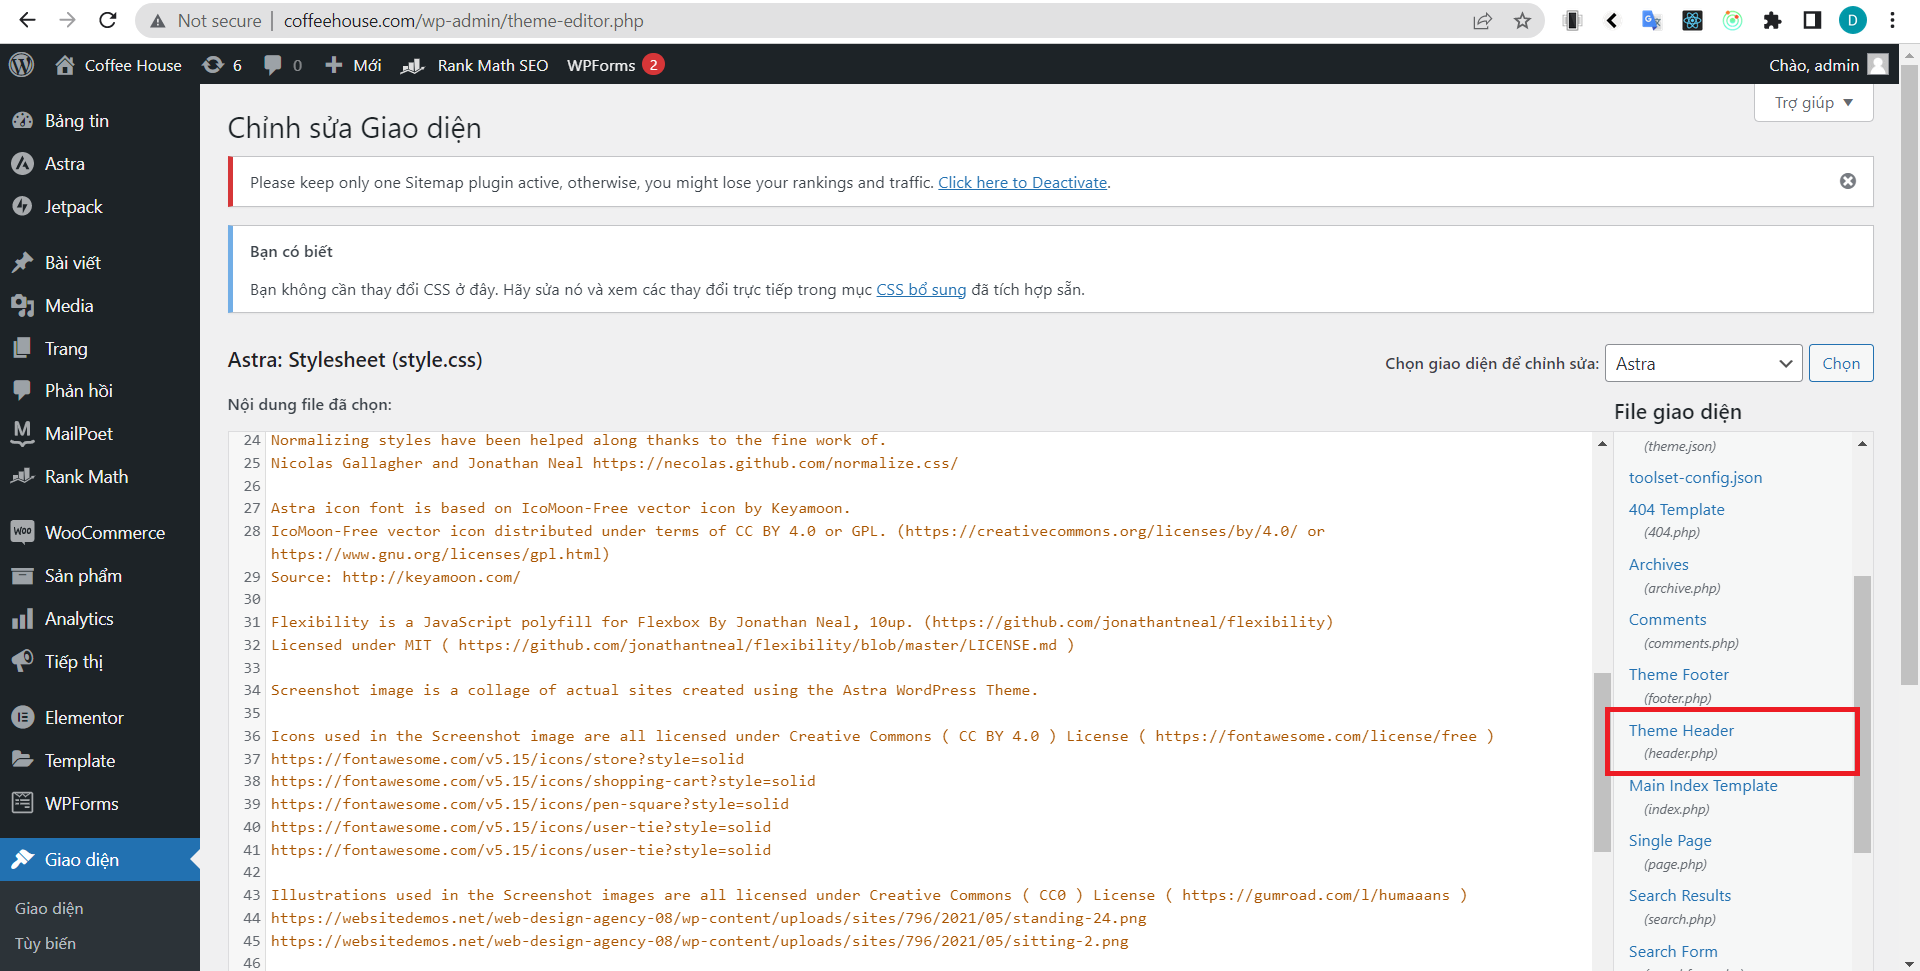 Not secure | coffeehouse.com/wp-admin/theme-editor.php
D
Coffee House 6 0 Mới Rank Math SEO WPForms 2
Chào, admin
Bảng tin
Astra
Jetpack
Bài viết
Media
Trang
Phản hồi
MailPoet
Rank Math
WooCommerce
Sản phẩm
Analytics
Tiếp thị
Elementor
Template
WPForms
Giao diện
Giao diện
Tùy biến
Trợ giúp
Chỉnh sửa Giao diện
Please keep only one Sitemap plugin active, otherwise, you might lose your rankings and traffic. Click here to Deactivate.
Bạn có biết
Bạn không cần thay đổi CSS ở đây. Hãy sửa nó và xem các thay đổi trực tiếp trong mục CSS bổ sung đã tích hợp sẵn.
Astra: Stylesheet (style.css)
Chọn giao diện để chỉnh sửa: Astra Chọn
Nội dung file đã chọn:
24 Normalizing styles have been helped along thanks to the fine work of.
25 Nicolas Gallagher and Jonathan Neal https://necolas.github.com/normalize.css/
26
27 Astra icon font is based on IcoMoon-Free vector icon by Keyamoon.
28 IcoMoon-Free vector icon distributed under terms of CC BY 4.0 or GPL. (https://creativecommons.org/licenses/by/4.0/ or
https://www.gnu.org/licenses/gpl.html)
29 Source: http://keyamoon.com/
30
31 Flexibility is a JavaScript polyfill for Flexbox By Jonathan Neal, 10up. (https://github.com/jonathantneal/flexibility)
32 Licensed under MIT ( https://github.com/jonathantneal/flexibility/blob/master/LICENSE.md )
33
34 Screenshot image is a collage of actual sites created using the Astra WordPress Theme.
35
36 Icons used in the Screenshot image are all licensed under Creative Commons ( CC BY 4.0 ) License ( https://fontawesome.com/license/free )
37 https://fontawesome.com/v5.15/icons/store?style=solid
38 https://fontawesome.com/v5.15/icons/shopping-cart?style=solid
39 https://fontawesome.com/v5.15/icons/pen-square?style=solid
40 https://fontawesome.com/v5.15/icons/user-tie?style=solid
41 https://fontawesome.com/v5.15/icons/user-tie?style=solid
42
43 Illustrations used in the Screenshot images are all licensed under Creative Commons ( CC0 ) License ( https://gumroad.com/l/humaaans )
44 https://websitedemos.net/web-design-agency-08/wp-content/uploads/sites/796/2021/05/standing-24.png
45 https://websitedemos.net/web-design-agency-08/wp-content/uploads/sites/796/2021/05/sitting-2.png
46
File giao diện
(theme.json)
toolset-config.json
404 Template
(404.php)
Archives
(archive.php)
Comments
(comments.php)
Theme Footer
(footer.php)
Theme Header
(header.php)
Main Index Template
(index.php)
Single Page
(page.php)
Search Results
(search.php)
Search Form